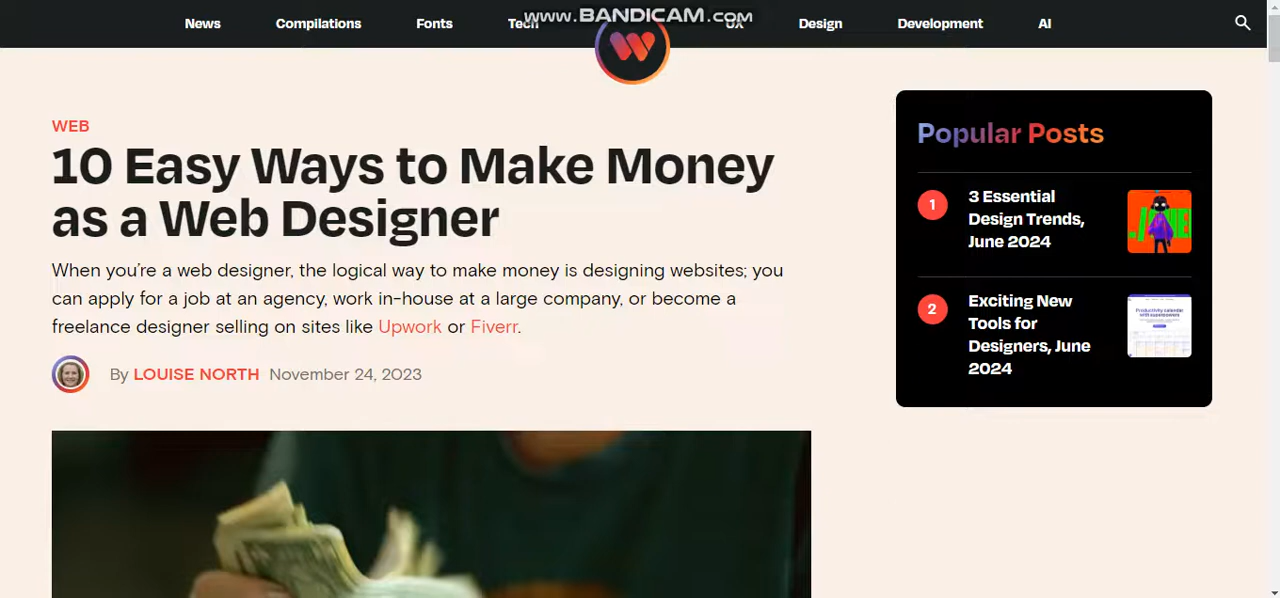 www.BANDICAM.com
News Compilations Fonts Tech UX Design Development AI
WEB
10 Easy Ways to Make Money
as a Web Designer
When you're a web designer, the logical way to make money is designing websites; you
can apply for a job at an agency, work in-house at a large company, or become a
freelance designer selling on sites like Upwork or Fiverr.
By LOUISE NORTH November 24, 2023
Popular Posts
1
3 Essential
Design Trends,
June 2024
2
Exciting New
Tools for
Designers, June
2024